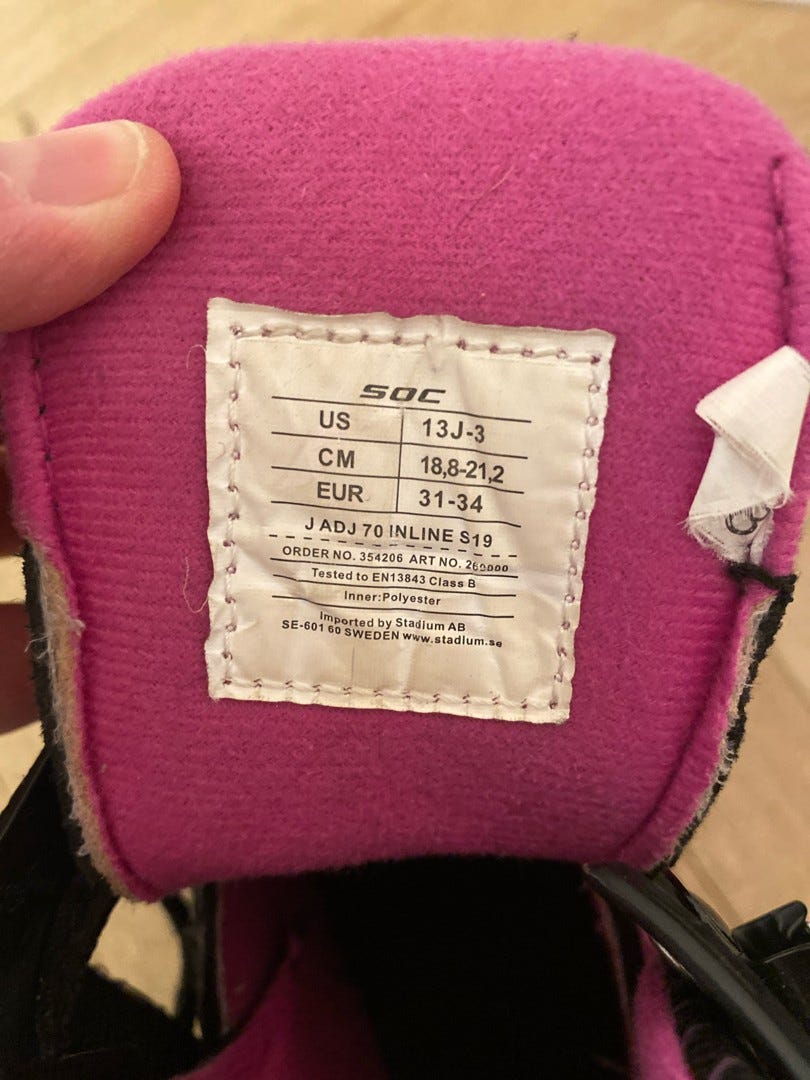 SOC
US 13J-3
CM 18,8-21,2
EUR 31-34
J ADJ 70 INLINE S19
ORDER NO. 354206 ART NO.
Tested to EN13843 Class B
Inner:Polyester
Imported by Stadium AB
SE-601 60 SWEDEN www.stadium.se